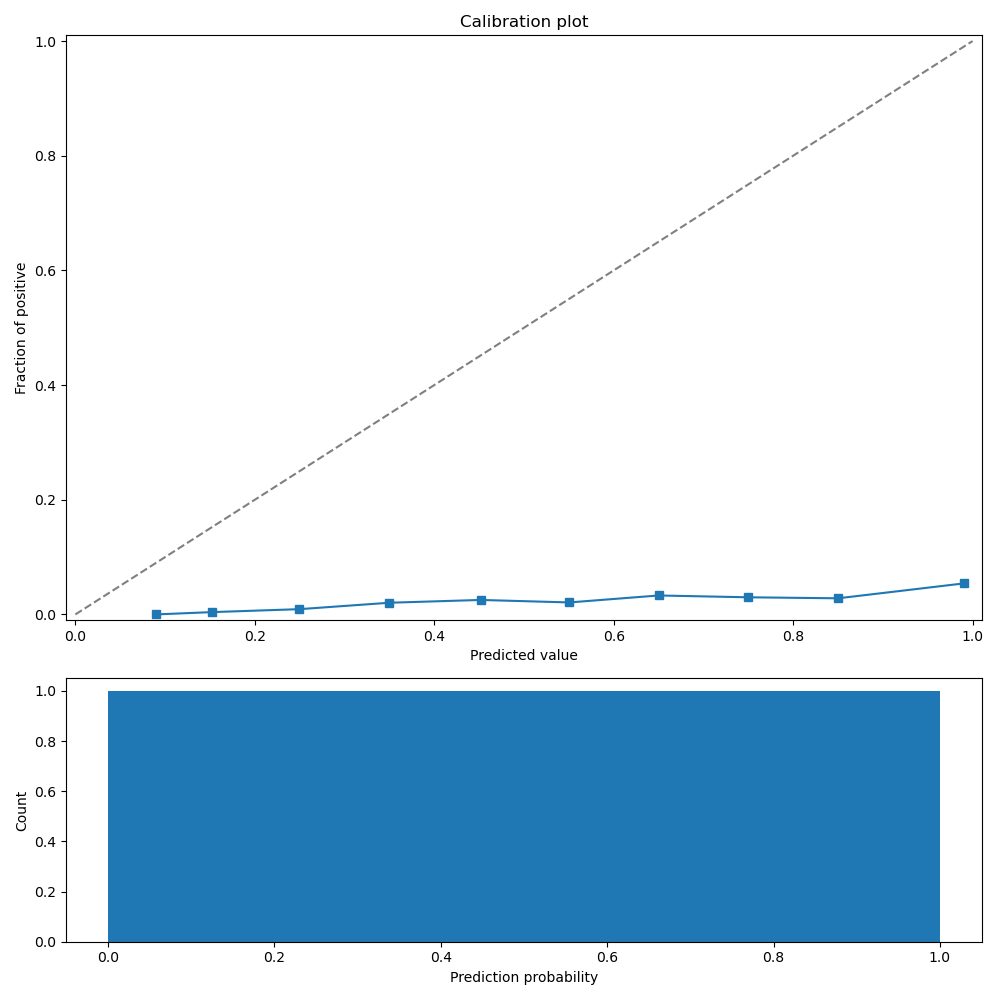 Calibration plot
1.0
0.8
0.6
0.4
0.2
0.0
Fraction of positive
0.0 0.2 0.4 0.6 0.8 1.0
Predicted value
1.0
0.8
0.6
0.4
0.2
0.0
Count
0.0 0.2 0.4 0.6 0.8 1.0
Prediction probability